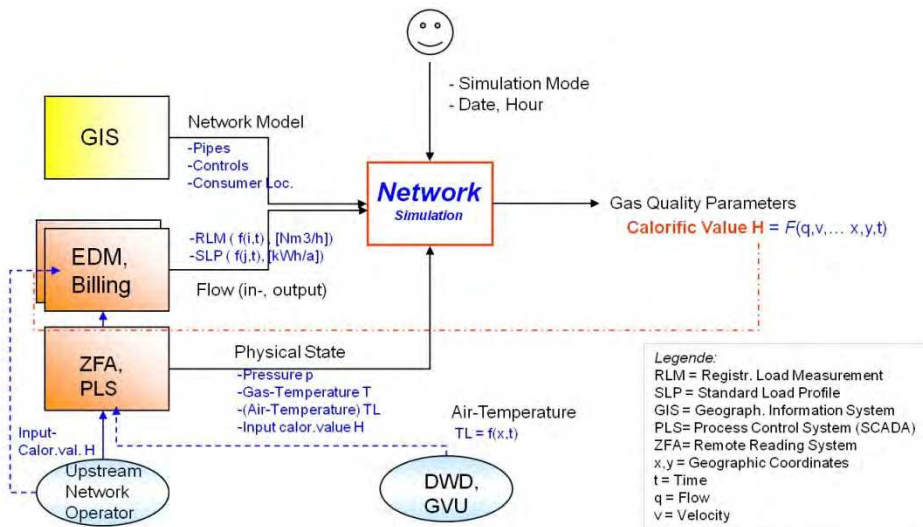 - Simulation Mode
- Date, Hour
GIS
Network Model
-Pipes
-Controls
-Consumer Loc.
Network
Simulation
Gas Quality Parameters
Calorific Value H = F(q,v,... x,y,t)
EDM,
Billing
-RLM ( f(i,t) , [Nm3/h])
-SLP ( f(j,t), [kWh/a])
Flow (in-, output)
ZFA,
PLS
Physical State
-Pressure p
-Gas-Temperature T
-(Air-Temperature) TL
-Input calor.value H
Air-Temperature
TL = f(x,t)
Input-
Calor.val. H
Upstream
Network
Operator
DWD,
GVU
Legende:
RLM = Registr. Load Measurement
SLP = Standard Load Profile
GIS = Geograph. Information System
PLS= Process Control System (SCADA)
ZFA= Remote Reading System
x,y = Geographic Coordinates
t = Time
q = Flow
v = Velocity